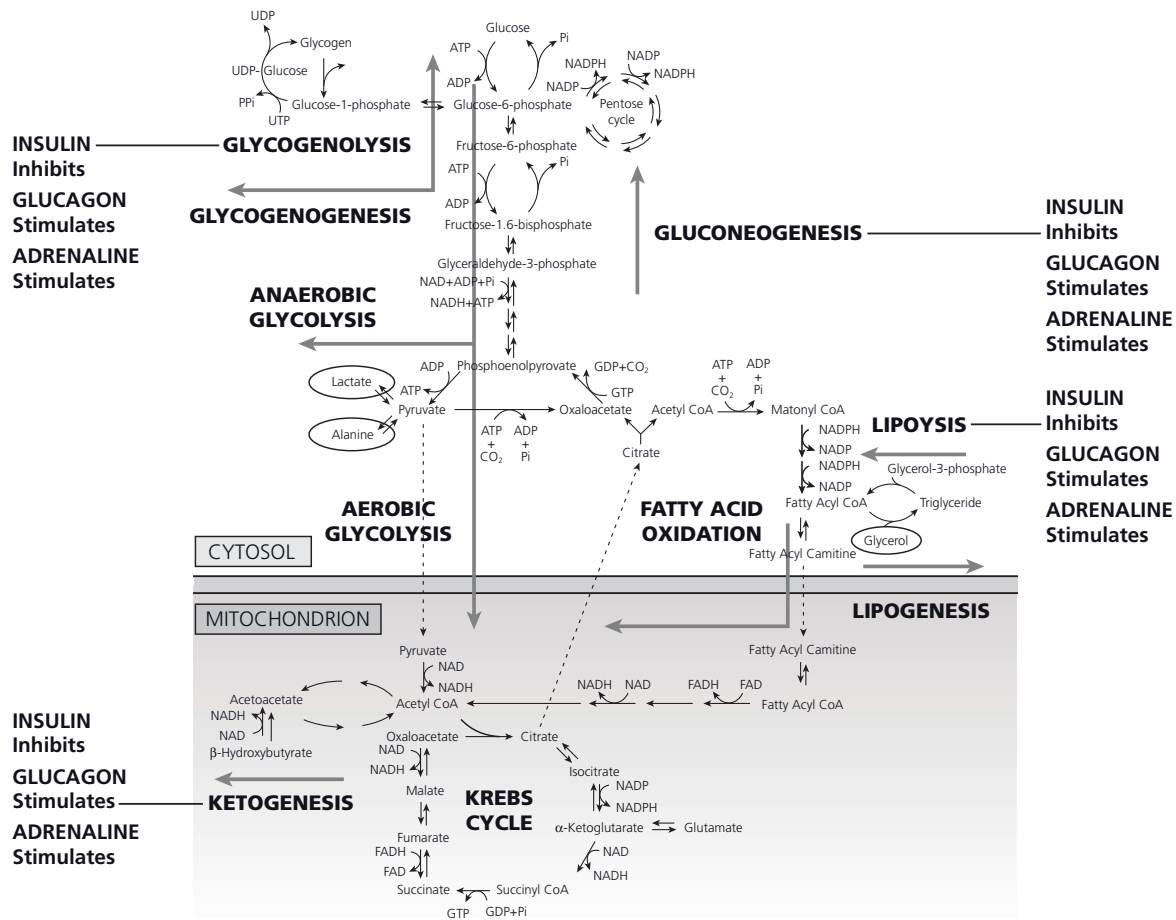 UDP
Glycogen
UDP- Glucose
PPi
UTP
Glucose-1-phosphate
Glucose
ATP
ADP
Pi
Glucose-6-phosphate
NADPH
NADP
NADP
NADPH
Pentose
cycle
Fructose-6-phosphate
ATP
ADP
Pi
Fructose-1.6-bisphosphate
Glyceraldehyde-3-phosphate
NAD+ADP+Pi
NADH+ATP
INSULIN
Inhibits
GLUCAGON
Stimulates
ADRENALINE
Stimulates
GLYCOGENOLYSIS
GLYCOGENOGENESIS
GLUCONEOGENESIS
INSULIN
Inhibits
GLUCAGON
Stimulates
ADRENALINE
Stimulates
ANAEROBIC
GLYCOLYSIS
Phosphoenolpyrovate
ADP
ATP
GDP+CO2
GTP
Lactate
Pyruvate
Alanine
ATP
+
CO2
ADP
+
Pi
Oxaloacetate
Acetyl CoA
Citrate
ATP
+
CO2
ADP
+
Pi
Matonyl CoA
NADPH
NADP
NADPH
NADP
LIPOYSIS
INSULIN
Inhibits
GLUCAGON
Stimulates
ADRENALINE
Stimulates
Glycerol-3-phosphate
Fatty Acyl CoA
Triglyceride
Glycerol
Fatty Acyl Camitine
AEROBIC
GLYCOLYSIS
FATTY ACID
OXIDATION
CYTOSOL
MITOCHONDRION
LIPOGENESIS
Pyruvate
NAD
NADH
Fatty Acyl Camitine
Acetoacetate
NADH
NAD
β-Hydroxybutyrate
Acetyl CoA
NADH
NAD
FADH
FAD
Fatty Acyl CoA
Oxaloacetate
Citrate
NAD
NADH
Isocitrate
NADP
NADPH
INSULIN
Inhibits
GLUCAGON
Stimulates
ADRENALINE
Stimulates
KETOGENESIS
Malate
KREBS
CYCLE
α-Ketoglutarate
Glutamate
Fumarate
FADH
FAD
NAD
NADH
Succinate
Succinyl CoA
GTP
GDP+Pi